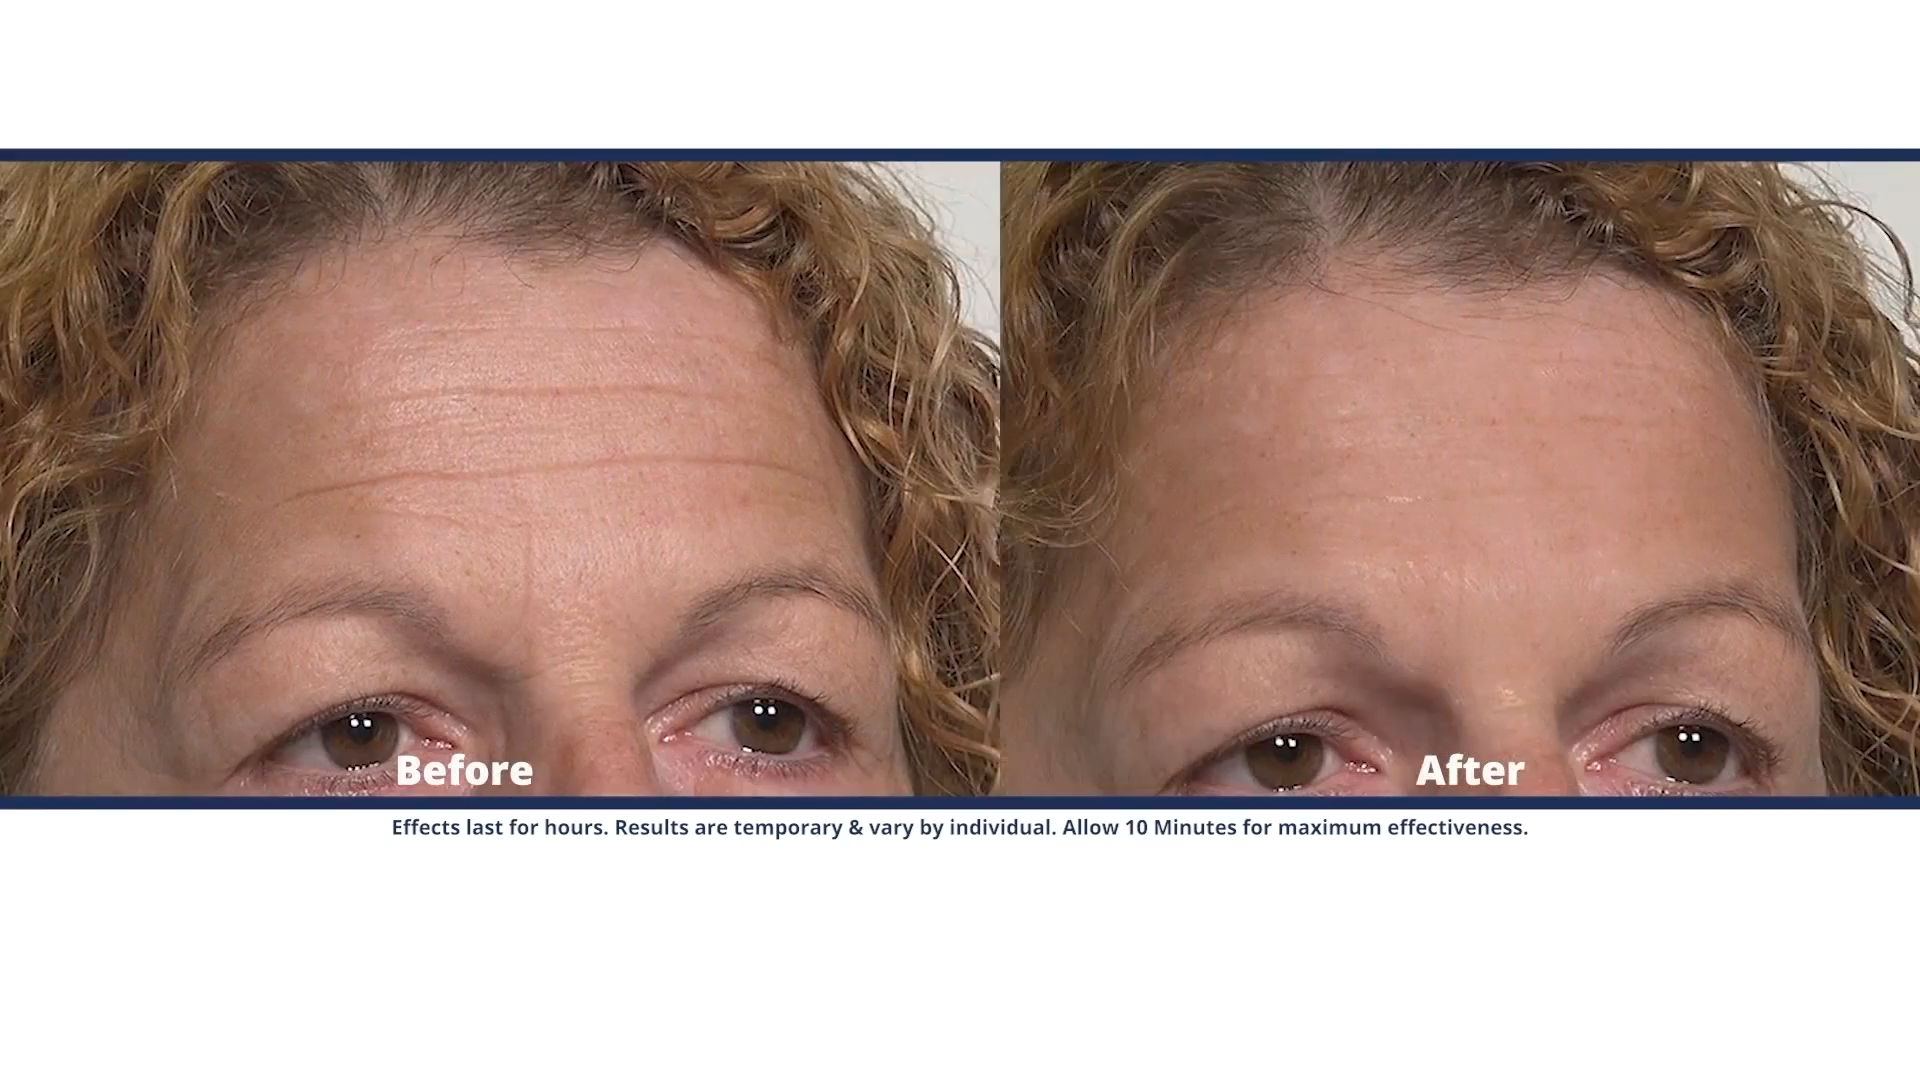 Before
After
Effects last for hours. Results are temporary & vary by individual. Allow 10 Minutes for maximum effectiveness.